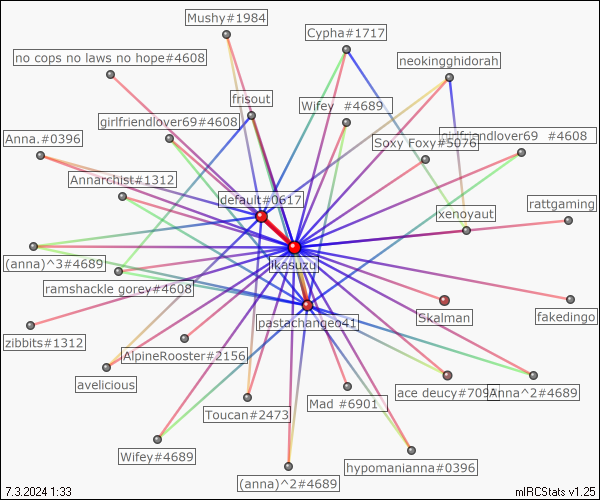 Mushy#1984
Cypha#1717
no cops no laws no hope#4608
neokingghidorah
frisout
Wifey #4689
girlfriendlover69#4608
girlfriendlover69 4608
Anna.#0396
Soxy Foxy#5076
Annarchist#1312
default#0617
rattgaming
xenoyaut
(anna)^3#4689
ikasuzu
ramshackle gorey#4608
fakedingo
Skalman
pastachangeo41
zibbits#1312
AlpineRooster#2156
avelicious
ace deucy#709
Anna^2#4689
Mad #6901
Toucan#2473
Wifey#4689
hypomanianna#0396
(anna)^2#4689
7.3.2024 1:33
mIRCStats v1.25